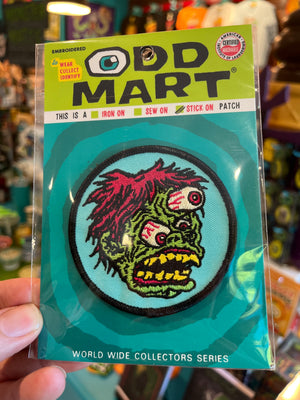 EMBROIDERED
WEAR
COLLECT
IDENTIFY
ODD
MART®
THIS IS A IRON ON SEW ON STICK ON PATCH
WORLD WIDE COLLECTORS SERIES